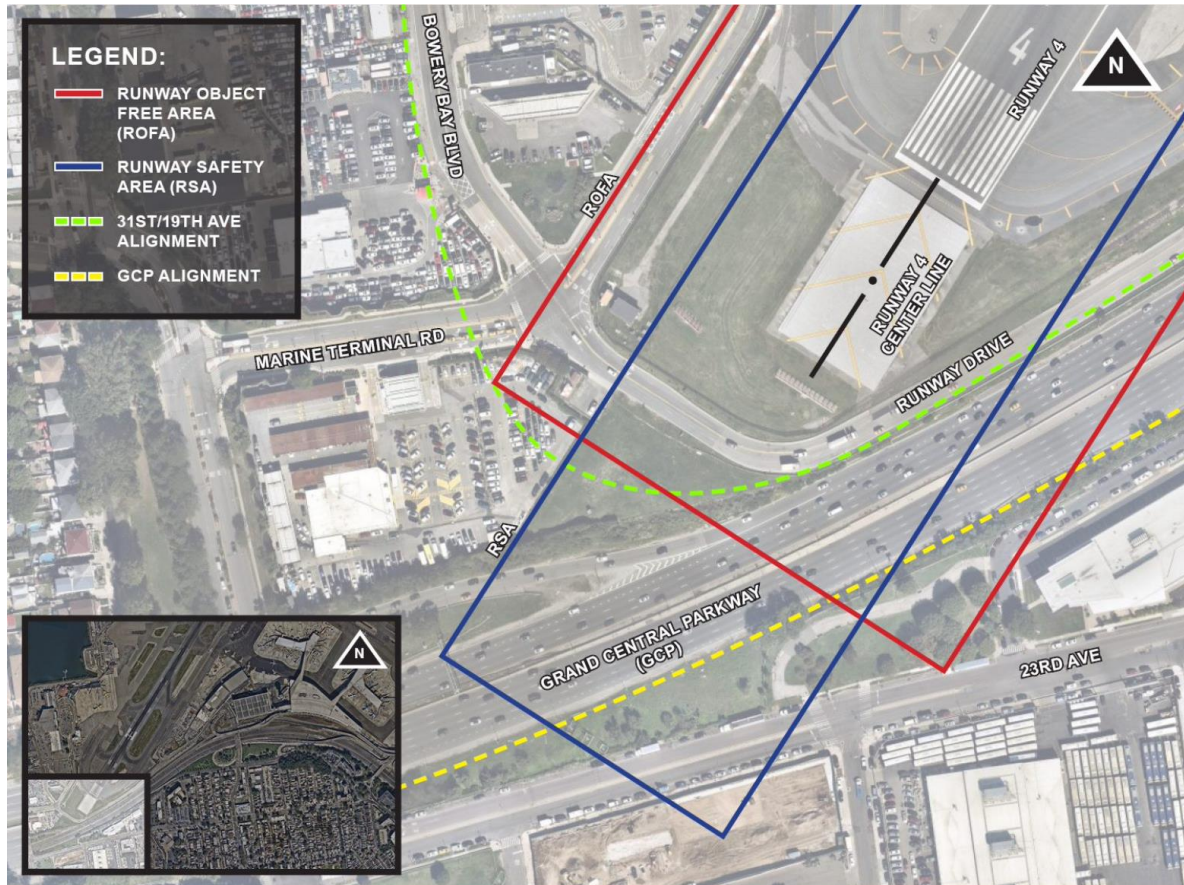 LEGEND:
RUNWAY OBJECT
FREE AREA
(ROFA)
RUNWAY SAFETY
AREA (RSA)
31ST/19TH AVE
ALIGNMENT
GCP ALIGNMENT
BOWERY BAY BLVD
ROFA
4
RUNWAY 4
N
RUNWAY 4
CENTER LINE
MARINE TERMINAL RD
RUNWAY DRIVE
RSA
GRAND CENTRAL PARKWAY
(GCP)
23RD AVE
N